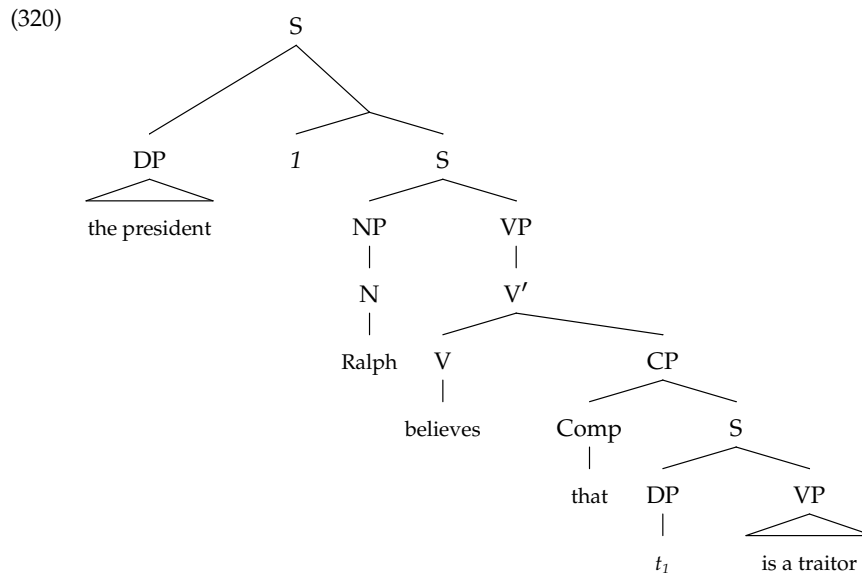 (320)
S
DP 1 S
the president
NP VP
N V′
Ralph V CP
believes Comp S
that DP VP
t1 is a traitor